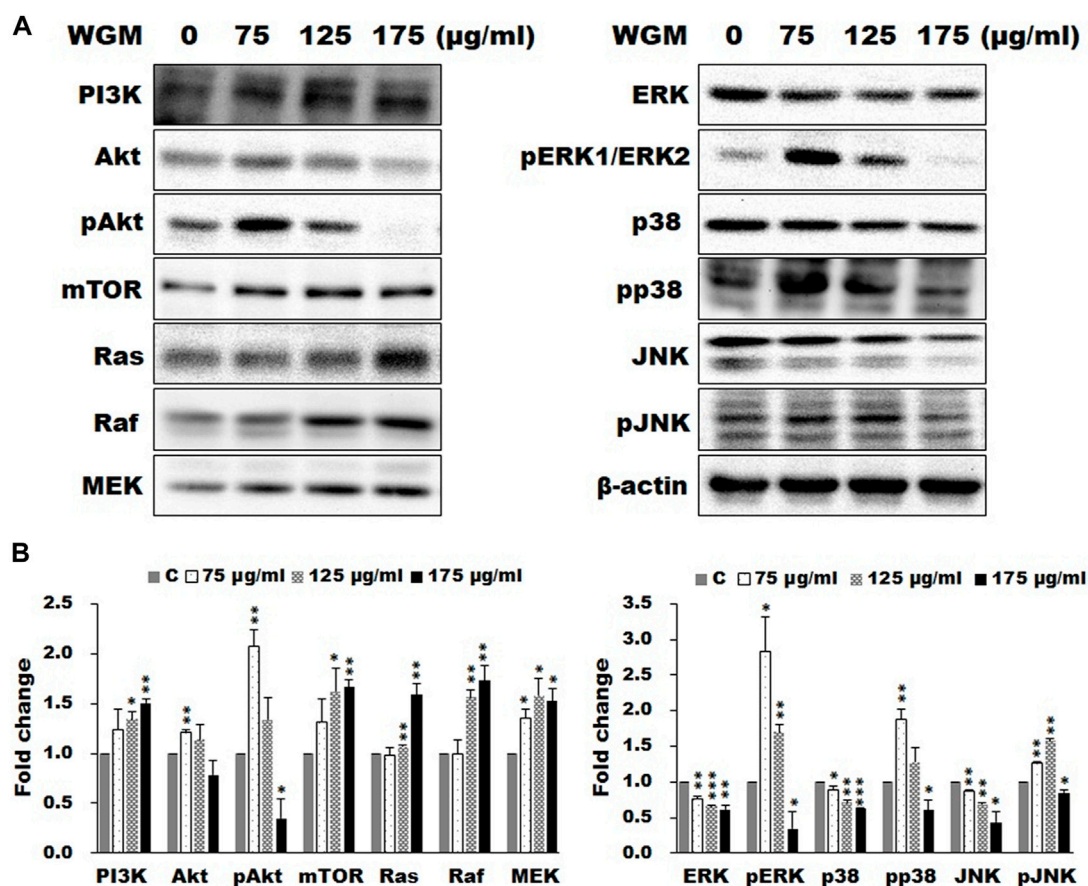 A
WGM 0 75 125 175 (µg/ml)
PI3K
Akt
pAkt
mTOR
Ras
Raf
MEK
WGM 0 75 125 175 (µg/ml)
ERK
pERK1/ERK2
p38
pp38
JNK
pJNK
β-actin
B
C 75 µg/ml 125 µg/ml 175 µg/ml
Fold change
2.5
2.0
1.5
1.0
0.5
0.0
* ** ** ** * * ** ** ** ** ** * * *
PI3K Akt pAkt mTOR Ras Raf MEK
C 75 µg/ml 125 µg/ml 175 µg/ml
Fold change
3.5
3.0
2.5
2.0
1.5
1.0
0.5
0.0
** *** ** * ** * * *** *** ** * ** ** * ** ** *
ERK pERK p38 pp38 JNK pJNK